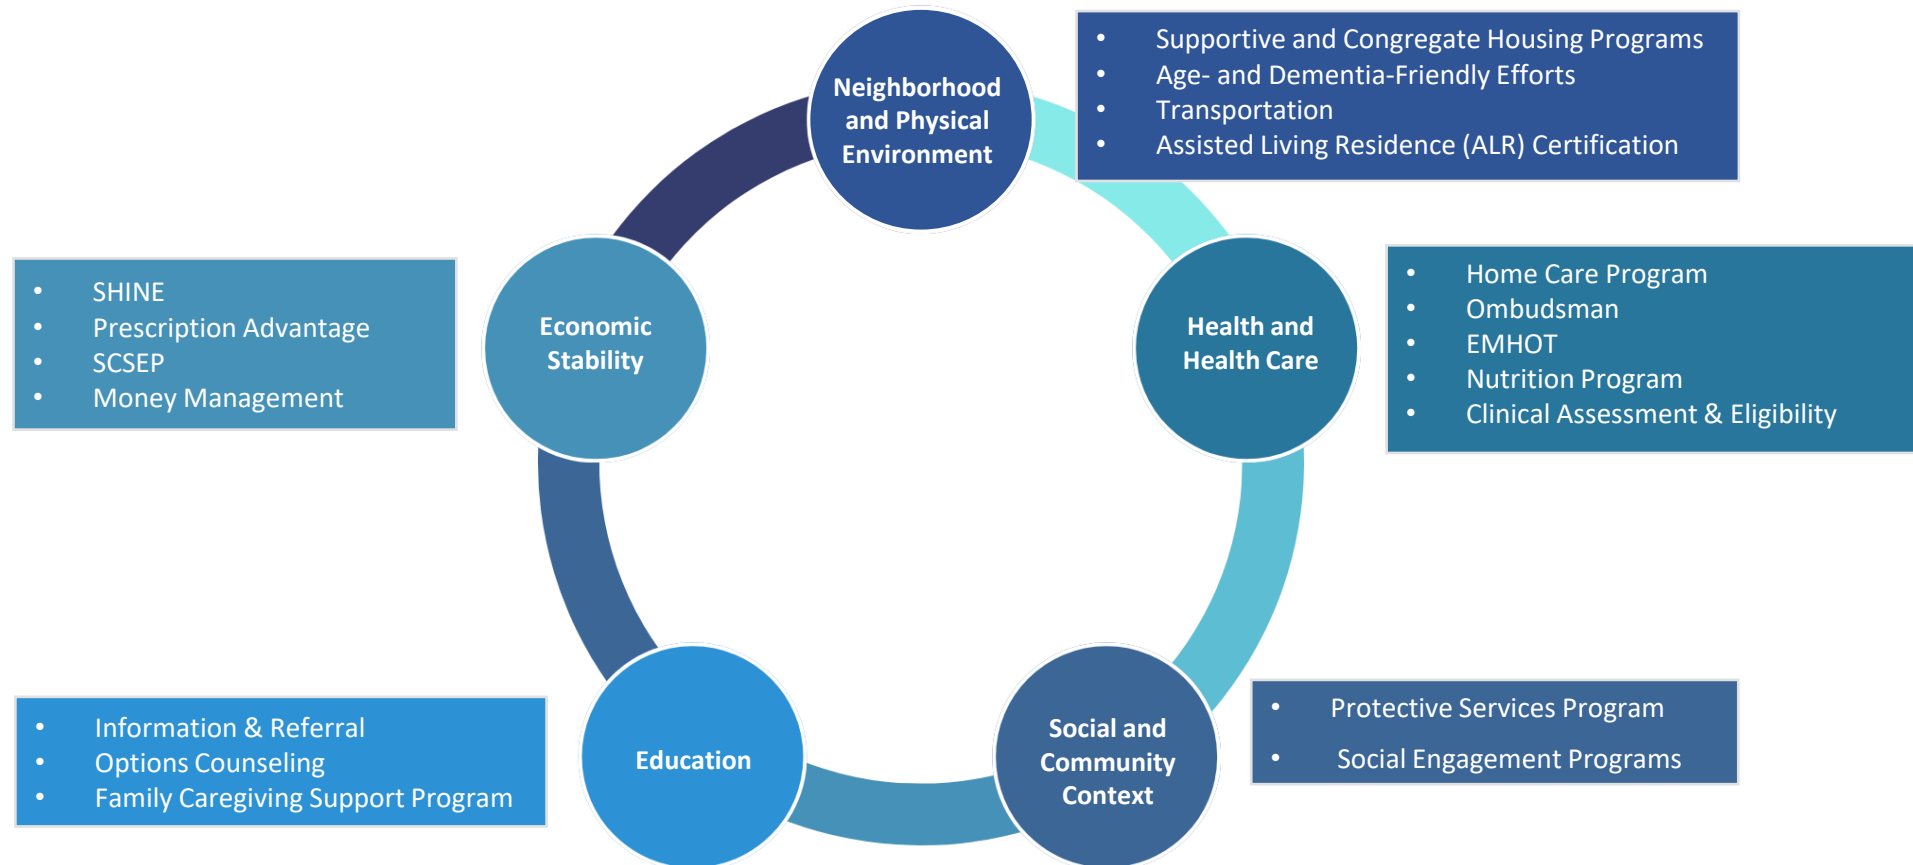 Neighborhood
and Physical
Environment
• Supportive and Congregate Housing Programs
• Age- and Dementia-Friendly Efforts
• Transportation
• Assisted Living Residence (ALR) Certification
Health and
Health Care
• Home Care Program
• Ombudsman
• EMHOT
• Nutrition Program
• Clinical Assessment & Eligibility
Social and
Community
Context
• Protective Services Program
• Social Engagement Programs
Education
• Information & Referral
• Options Counseling
• Family Caregiving Support Program
Economic
Stability
• SHINE
• Prescription Advantage
• SCSEP
• Money Management